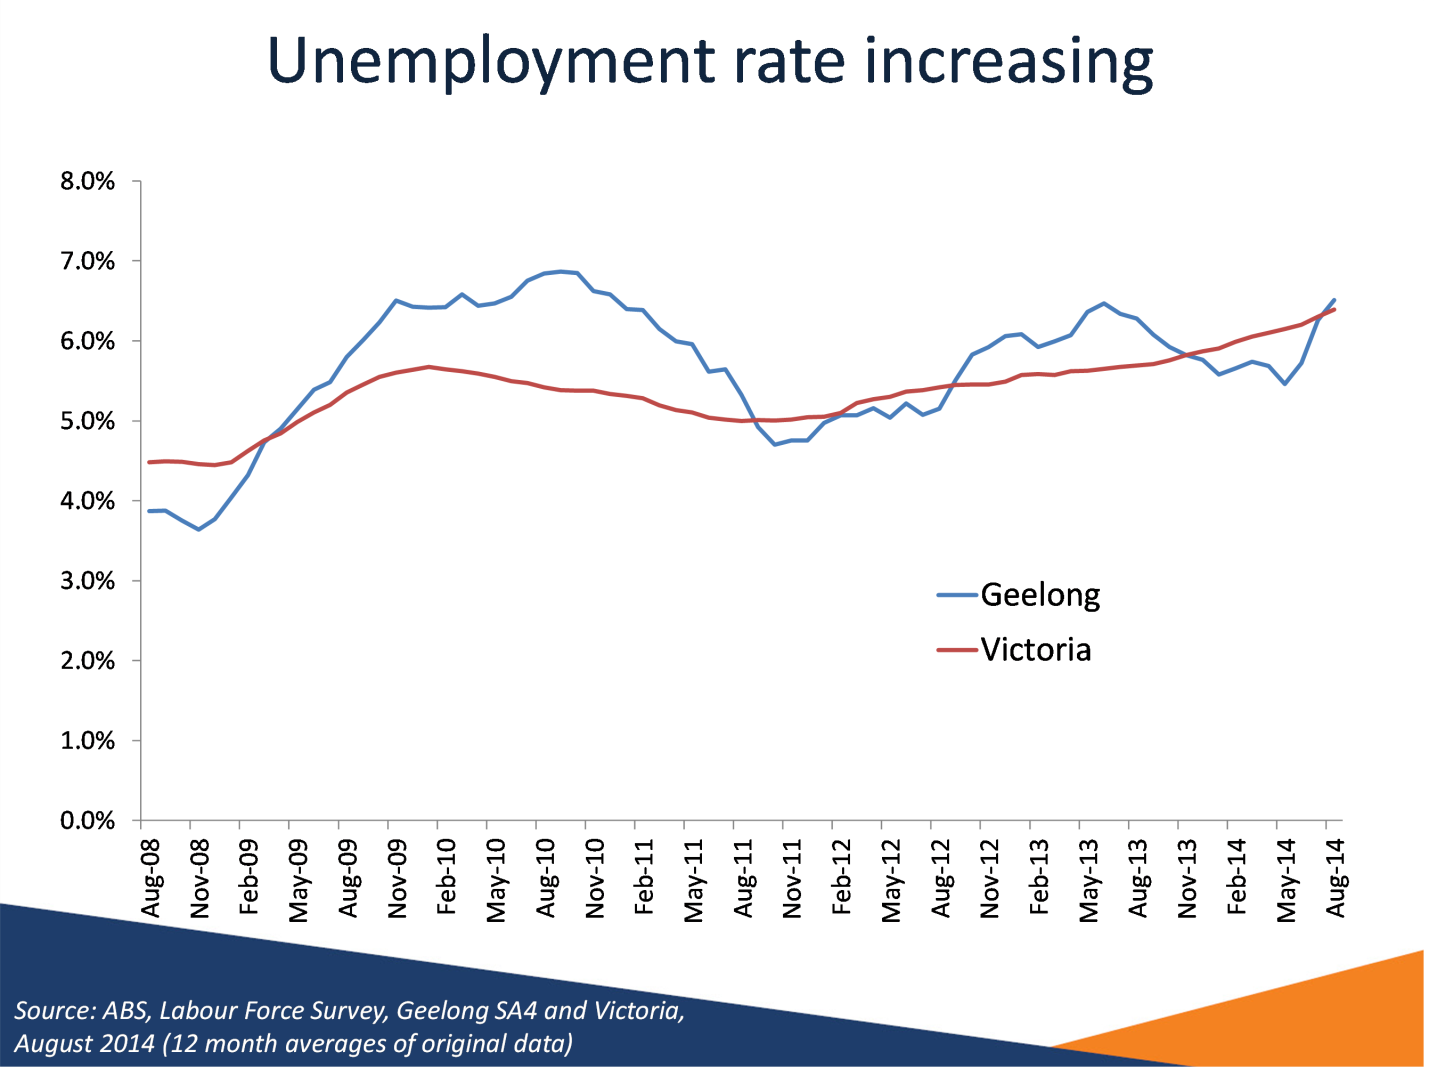 Unemployment rate increasing
8.0%
7.0%
6.0%
5.0%
4.0%
3.0%
2.0%
1.0%
0.0%
Geelong
Victoria
Aug-08
Nov-08
Feb-09
May-09
Aug-09
Nov-09
Feb-10
May-10
Aug-10
Nov-10
Feb-11
May-11
Aug-11
Nov-11
Feb-12
May-12
Aug-12
Nov-12
Feb-13
May-13
Aug-13
Nov-13
Feb-14
May-14
Aug-14
Source: ABS, Labour Force Survey, Geelong SA4 and Victoria,
August 2014 (12 month averages of original data)